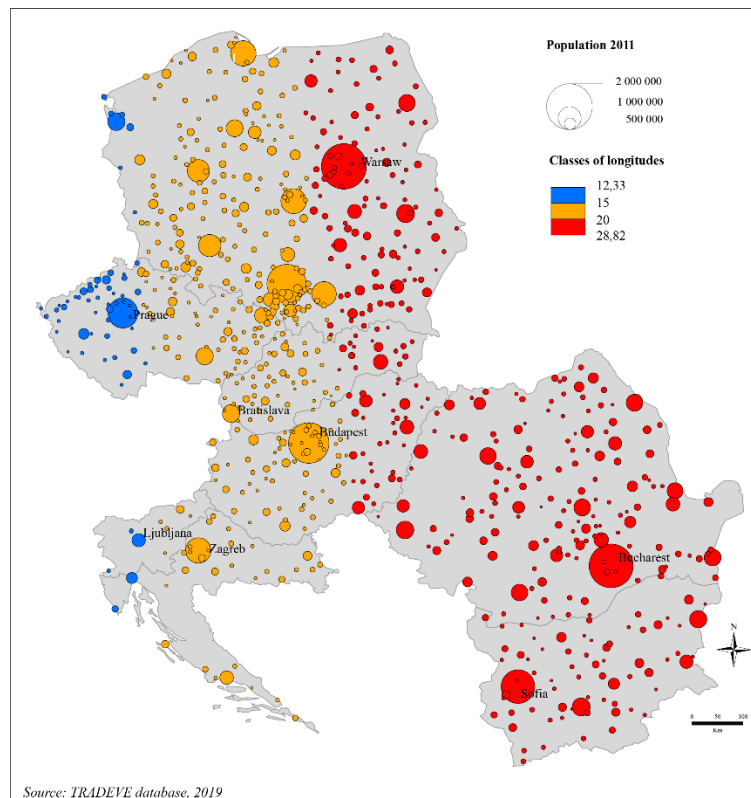 Population 2011
2 000 000
1 000 000
500 000
Classes of longitudes
12,33
15
20
28,82
Warsaw
Prague
Bratislava
Budapest
Ljubljana
Zagreb
Bucharest
Sofia
N
0
50
100
Km
Source: TRADEVE database, 2019